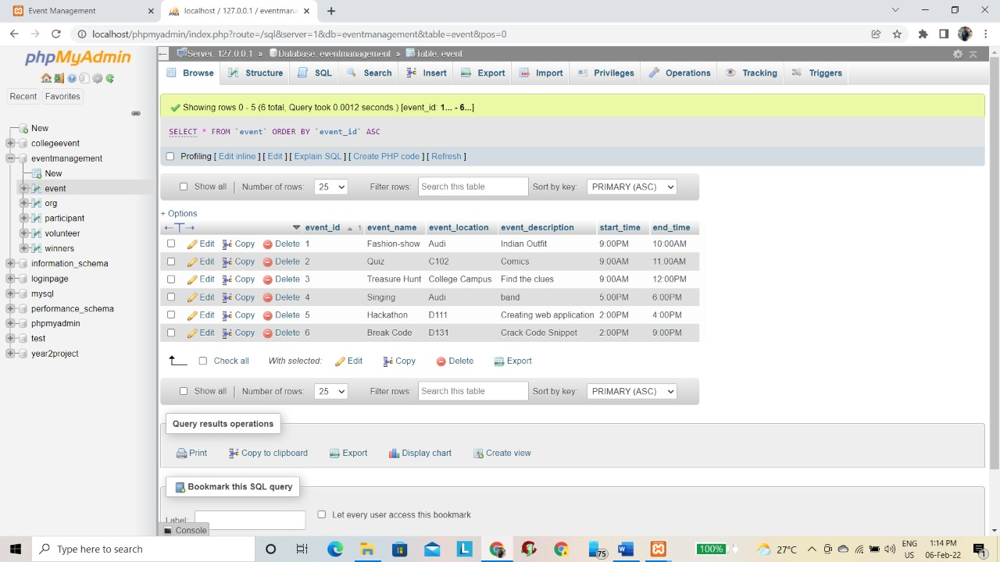 Event Management
localhost / 127.0.0.1 / eventmana
localhost/phpmyadmin/index.php?route=/sql&server=1&db=eventmanagement&table=event&pos=0
phpMyAdmin
Recent Favorites
New
collegeevent
eventmanagement
New
event
org
participant
volunteer
winners
information_schema
loginpage
mysql
performance_schema
phpmyadmin
test
year2project
Server: 127.0.0.1 » Database: eventmanagement » Table: event
Browse Structure SQL Search Insert Export Import Privileges Operations Tracking Triggers
Showing rows 0 - 5 (6 total, Query took 0.0012 seconds.) [event_id: 1... - 6...]
SELECT * FROM `event` ORDER BY `event_id` ASC
Profiling [ Edit inline ] [ Edit ] [ Explain SQL ] [ Create PHP code ] [ Refresh ]
Show all | Number of rows: 25 Filter rows: Search this table Sort by key: PRIMARY (ASC)
+ Options
←T→ event_id 1 event_name event_location event_description start_time end_time
Edit Copy Delete 1 Fashion-show Audi Indian Outfit 9:00PM 10:00AM
Edit Copy Delete 2 Quiz C102 Comics 9:00AM 11:00AM
Edit Copy Delete 3 Treasure Hunt College Campus Find the clues 9:00AM 12:00PM
Edit Copy Delete 4 Singing Audi band 5:00PM 6:00PM
Edit Copy Delete 5 Hackathon D111 Creating web application 2:00PM 4:00PM
Edit Copy Delete 6 Break Code D131 Crack Code Snippet 2:00PM 9:00PM
Check all With selected: Edit Copy Delete Export
Show all | Number of rows: 25 Filter rows: Search this table Sort by key: PRIMARY (ASC)
Query results operations
Print Copy to clipboard Export Display chart Create view
Bookmark this SQL query
Label: Let every user access this bookmark
Console
Type here to search
L
75
W
100%
27°C
ENG
US
1:14 PM
06-Feb-22
1